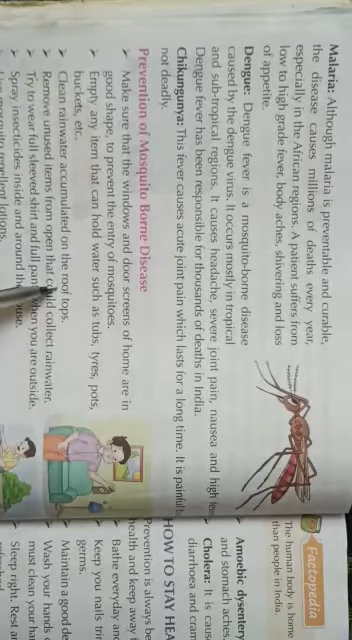 Malaria: Although malaria is preventable and curable,
the disease causes millions of deaths every year,
especially in the African regions. A patient suffers from
low to high grade fever, body aches, shivering and loss
of appetite.
Dengue: Dengue fever is a mosquito-borne disease
caused by the dengue virus. It occurs mostly in tropical
and sub-tropical regions. It causes headache, severe joint pain, nausea and high
Dengue fever has been responsible for thousands of deaths in India.
Chikungunya: This fever causes acute joint pain which lasts for a long time. It is painful
not deadly.
Prevention of Mosquito Borne Disease
➤ Make sure that the windows and door screens of home are in
good shape, to prevent the entry of mosquitoes.
➤ Empty any item that can hold water such as tubs, tyres, pots,
buckets, etc.
➤ Clean rainwater accumulated on the roof tops.
➤ Remove unused items from open that could collect rainwater.
➤ Try to wear full sleeved shirt and full pant when you are outside.
➤ Spray insecticides inside and around the
mosquito repellent lotions.
Factopedia
The human body is
than people in India.
➤ Amoebic dysentery
and stomach aches.
➤ Cholera: It is
diarrhoea and
HOW TO STAY
Prevention is always
health and keep away
➤ Bathe everyday
➤ Keep you nails
➤ Maintain a good
germs.
➤ Wash your hands
must clean your
➤ Sleep right. Rest